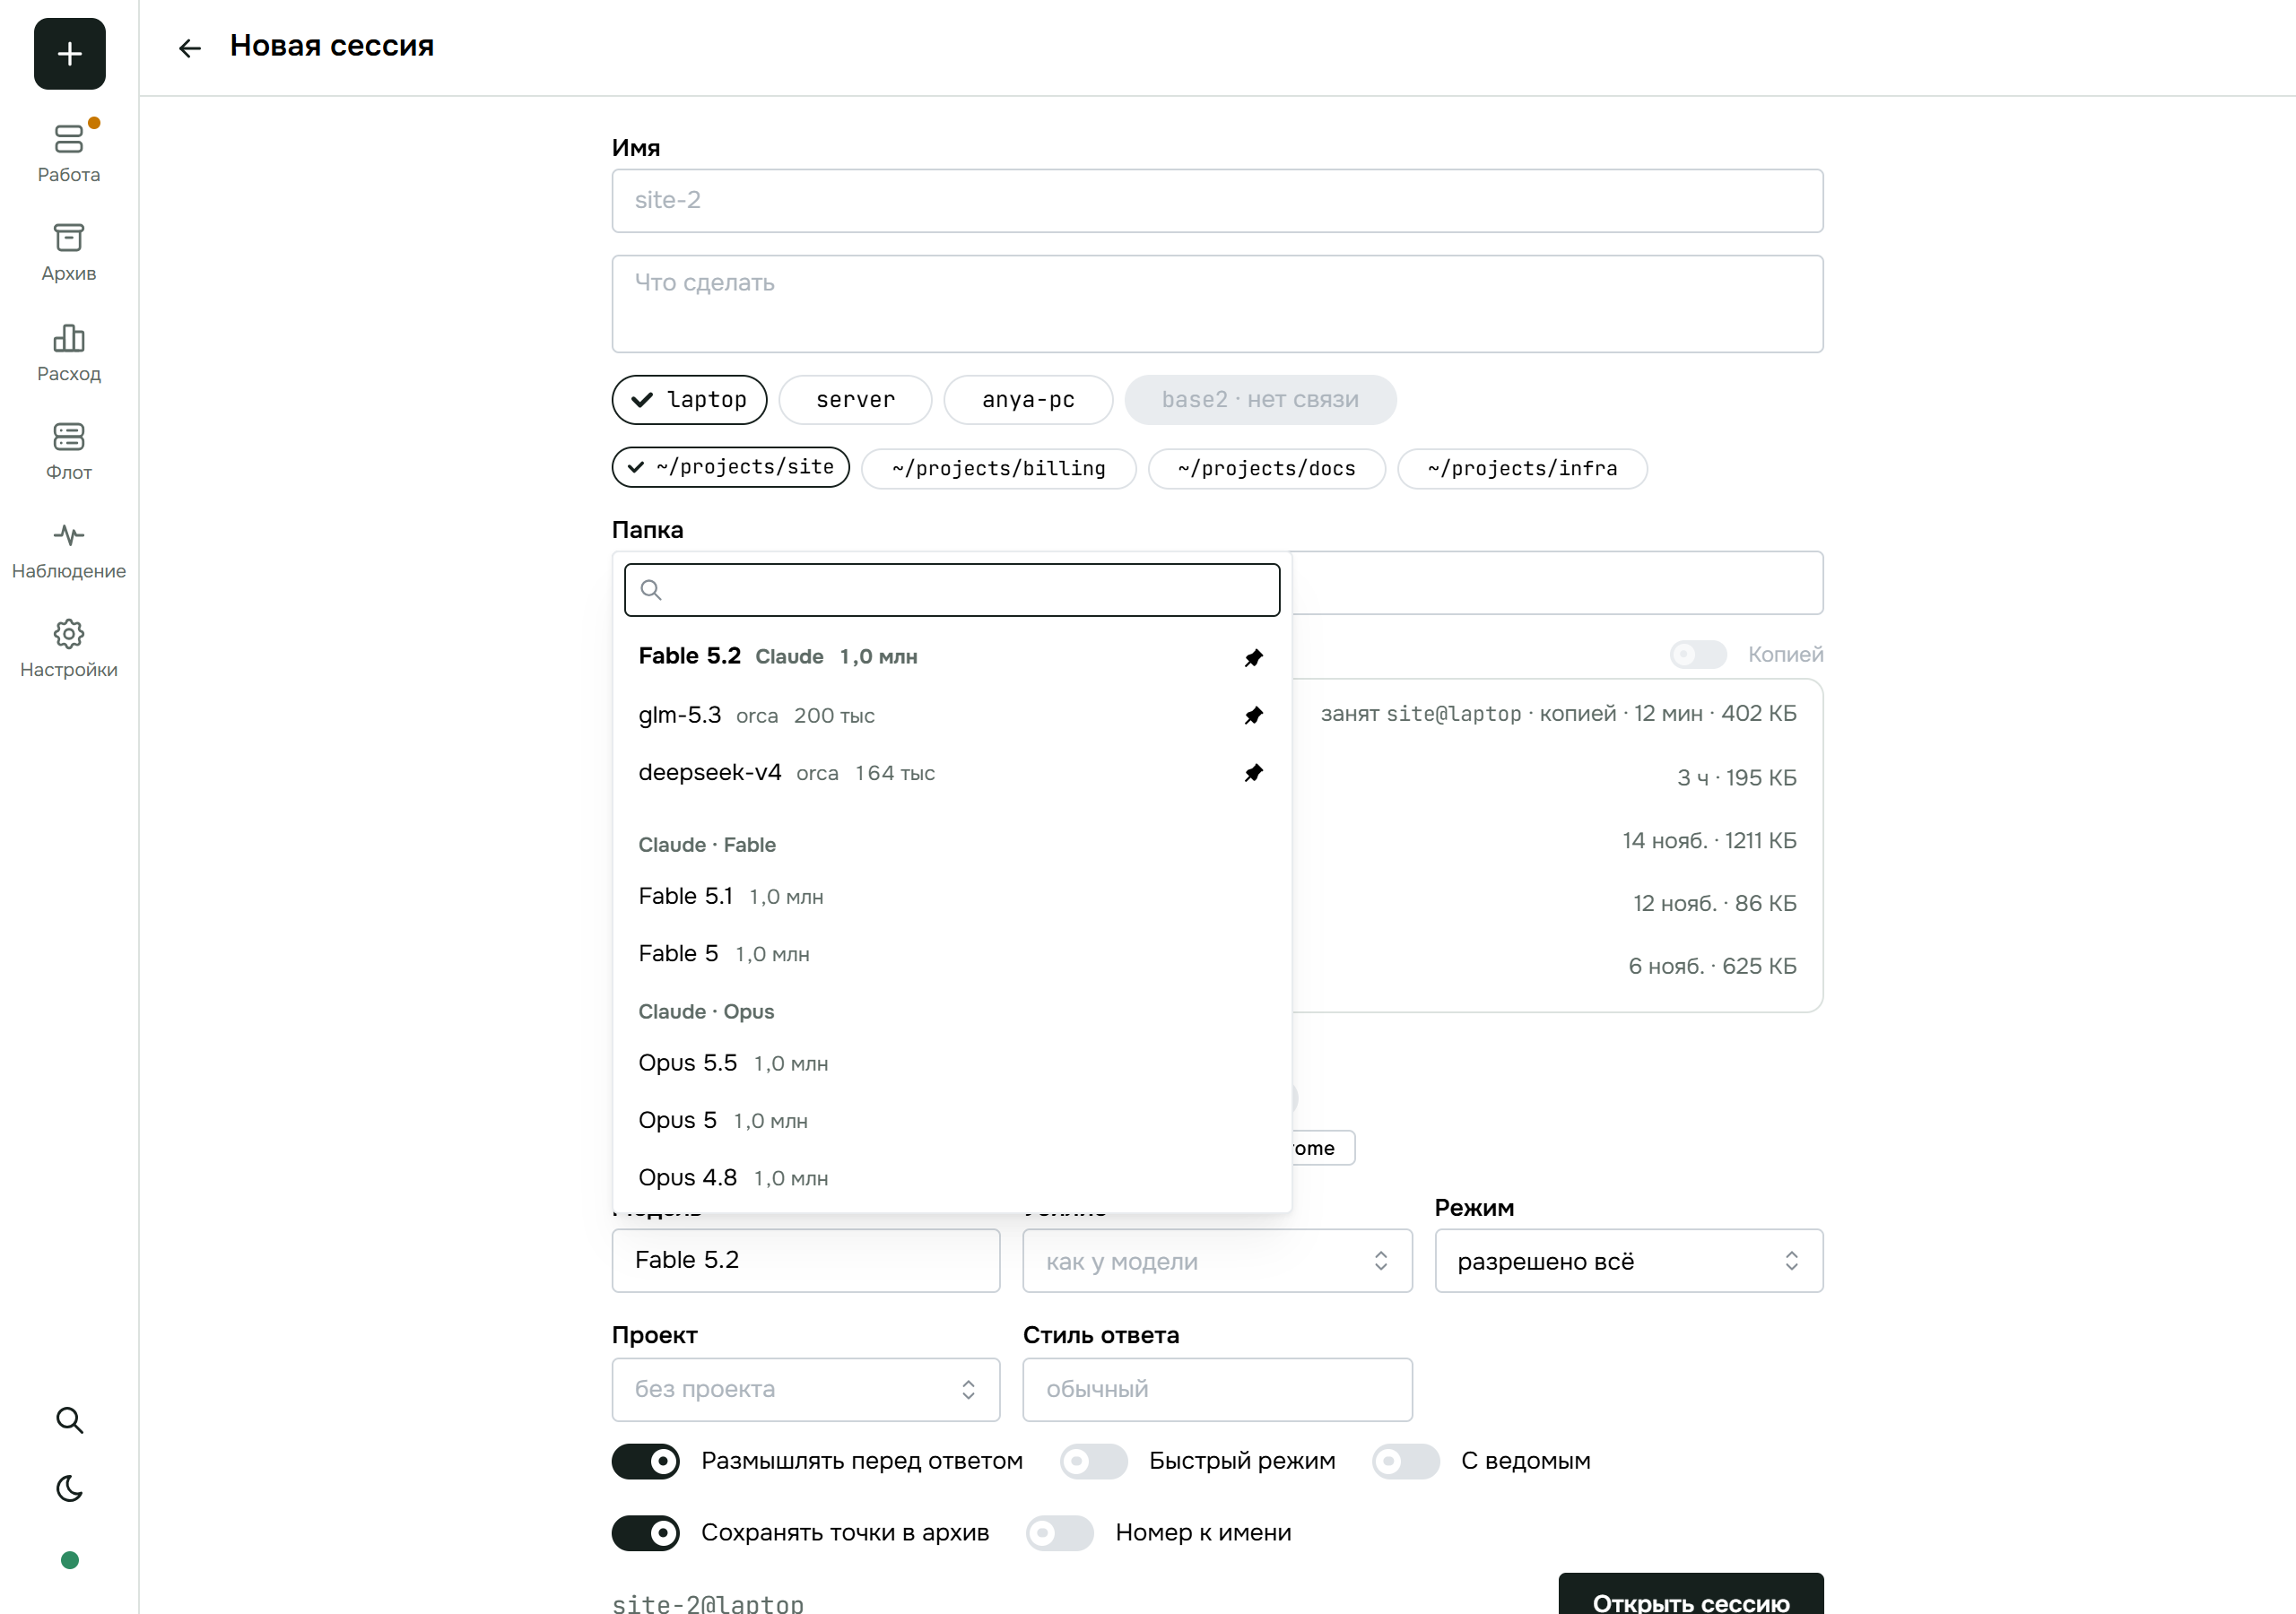 Новая сессия
Работа
Архив
Расход
Флот
Наблюдение
Настройки
Имя
site-2
Что сделать
laptop
server
anya-pc
base2 · нет связи
~/projects/site
~/projects/billing
~/projects/docs
~/projects/infra
Папка
Fable 5.2 Claude 1,0 млн
glm-5.3 orca 200 тыс
deepseek-v4 orca 164 тыс
Claude · Fable
Fable 5.1 1,0 млн
Fable 5 1,0 млн
Claude · Opus
Opus 5.5 1,0 млн
Opus 5 1,0 млн
Opus 4.8 1,0 млн
Копией
занят site@laptop · копией · 12 мин · 402 КБ
3 ч · 195 КБ
14 нояб. · 1211 КБ
12 нояб. · 86 КБ
6 нояб. · 625 КБ
Режим
Fable 5.2
как у модели
разрешено всё
Проект
Стиль ответа
без проекта
обычный
Размышлять перед ответом
Быстрый режим
С ведомым
Сохранять точки в архив
Номер к имени
site-2@laptop
Открыть сессию